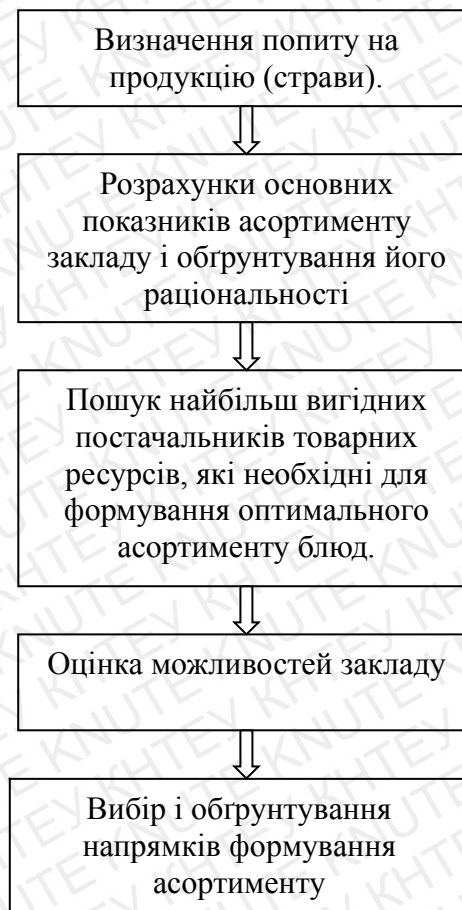 Визначення попиту на
продукцію (страви).
Розрахунки основних
показників асортименту
закладу і обґрунтування його
раціональності
Пошук найбільш вигідних
постачальників товарних
ресурсів, які необхідні для
формування оптимального
асортименту блюд.
Оцінка можливостей закладу
Вибір і обґрунтування
напрямків формування
асортименту